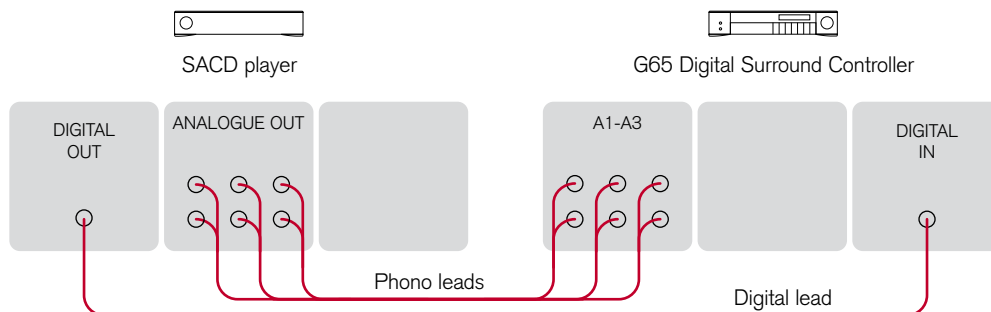 SACD player
G65 Digital Surround Controller
DIGITAL
OUT
ANALOGUE OUT
A1-A3
DIGITAL
IN
Phono leads
Digital lead